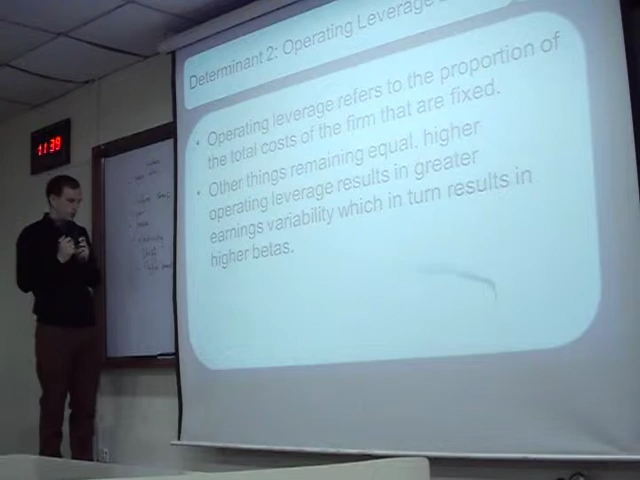 Determinant 2: Operating Leverage
• Operating leverage refers to the proportion of
the total costs of the firm that are fixed.
• Other things remaining equal, higher
operating leverage results in greater
earnings variability which in turn results in
higher betas.
11:39